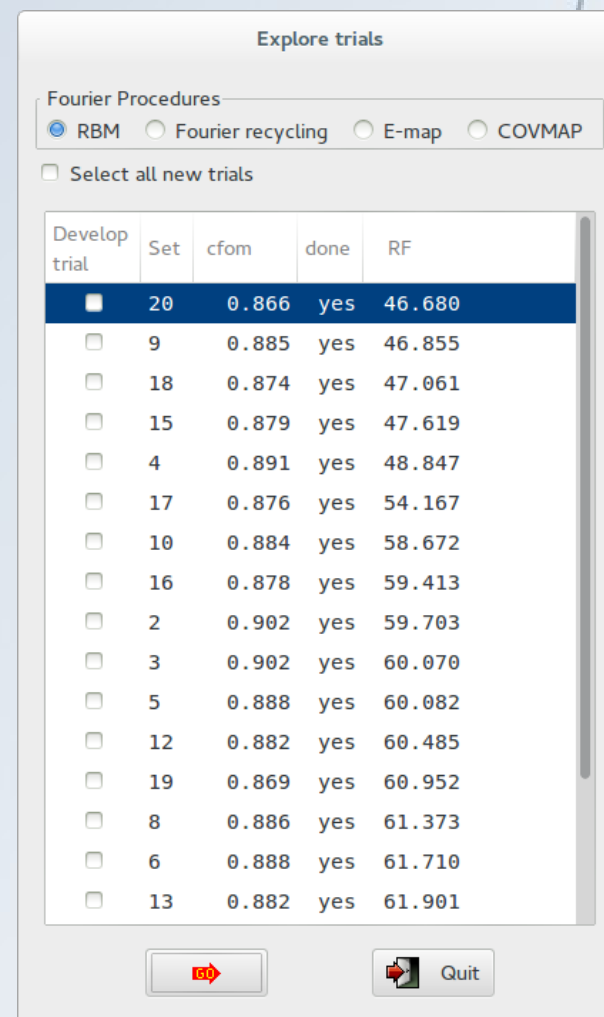 Explore trials
Fourier Procedures
RBM Fourier recycling E-map COVMAP
Select all new trials
Develop trial Set cfom done RF
20 0.866 yes 46.680
9 0.885 yes 46.855
18 0.874 yes 47.061
15 0.879 yes 47.619
4 0.891 yes 48.847
17 0.876 yes 54.167
10 0.884 yes 58.672
16 0.878 yes 59.413
2 0.902 yes 59.703
3 0.902 yes 60.070
5 0.888 yes 60.082
12 0.882 yes 60.485
19 0.869 yes 60.952
8 0.886 yes 61.373
6 0.888 yes 61.710
13 0.882 yes 61.901
GO Quit